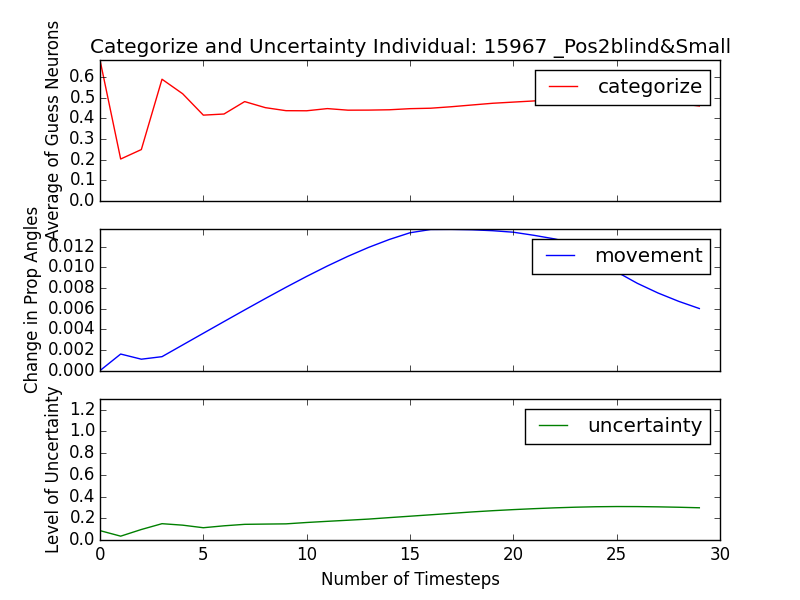 Categorize and Uncertainty Individual: 15967 _Pos2blind&Small
Average of Guess Neurons
0.6
0.5
0.4
0.3
0.2
0.1
0.0
categorize
Change in Prop Angles
0.012
0.010
0.008
0.006
0.004
0.002
0.000
movement
Level of Uncertainty
1.2
1.0
0.8
0.6
0.4
0.2
0.0
uncertainty
0 5 10 15 20 25 30
Number of Timesteps